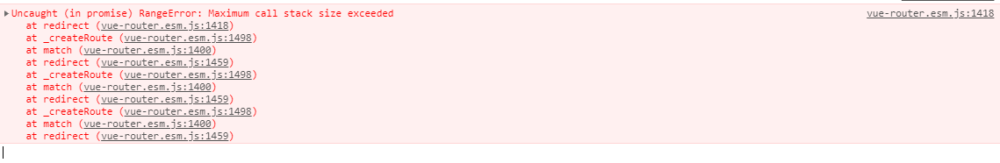 ▶Uncaught (in promise) RangeError: Maximum call stack size exceeded vue-router.esm.js:1418
at redirect (vue-router.esm.js:1418)
at _createRoute (vue-router.esm.js:1498)
at match (vue-router.esm.js:1400)
at redirect (vue-router.esm.js:1459)
at _createRoute (vue-router.esm.js:1498)
at match (vue-router.esm.js:1400)
at redirect (vue-router.esm.js:1459)
at _createRoute (vue-router.esm.js:1498)
at match (vue-router.esm.js:1400)
at redirect (vue-router.esm.js:1459)